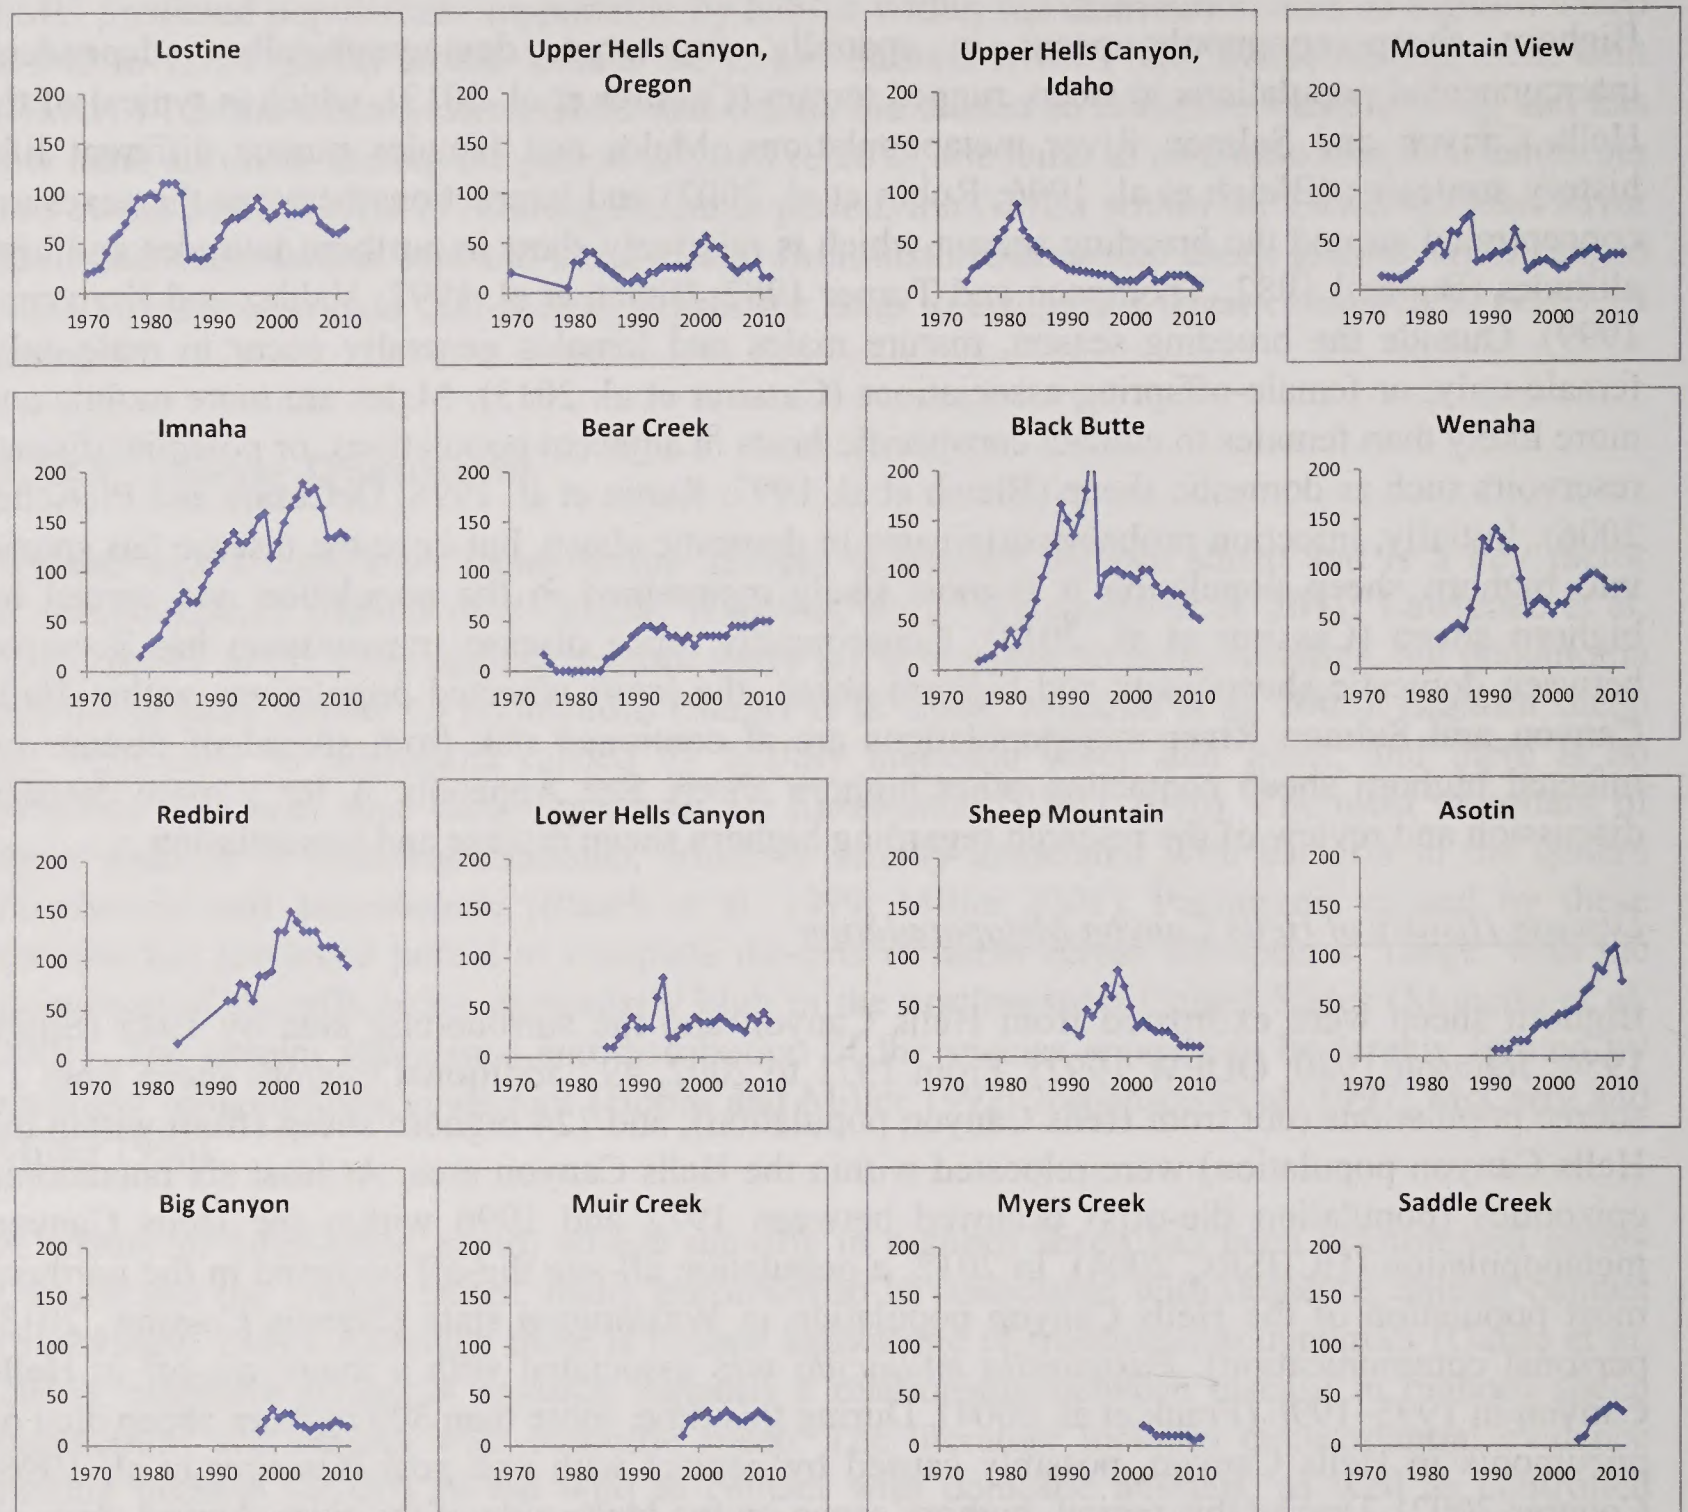 Lostine
200
150
100
50
0
1970 1980 1990 2000 2010
Upper Hells Canyon,
Oregon
200
150
100
50
0
1970 1980 1990 2000 2010
Upper Hells Canyon,
Idaho
200
150
100
50
0
1970 1980 1990 2000 2010
Mountain View
200
150
100
50
0
1970 1980 1990 2000 2010
Imnaha
200
150
100
50
0
1970 1980 1990 2000 2010
Bear Creek
200
150
100
50
0
1970 1980 1990 2000 2010
Black Butte
200
150
100
50
0
1970 1980 1990 2000 2010
Wenaha
200
150
100
50
0
1970 1980 1990 2000 2010
Redbird
200
150
100
50
0
1970 1980 1990 2000 2010
Lower Hells Canyon
200
150
100
50
0
1970 1980 1990 2000 2010
Sheep Mountain
200
150
100
50
0
1970 1980 1990 2000 2010
Asotin
200
150
100
50
0
1970 1980 1990 2000 2010
Big Canyon
200
150
100
50
0
1970 1980 1990 2000 2010
Muir Creek
200
150
100
50
0
1970 1980 1990 2000 2010
Myers Creek
200
150
100
50
0
1970 1980 1990 2000 2010
Saddle Creek
200
150
100
50
0
1970 1980 1990 2000 2010